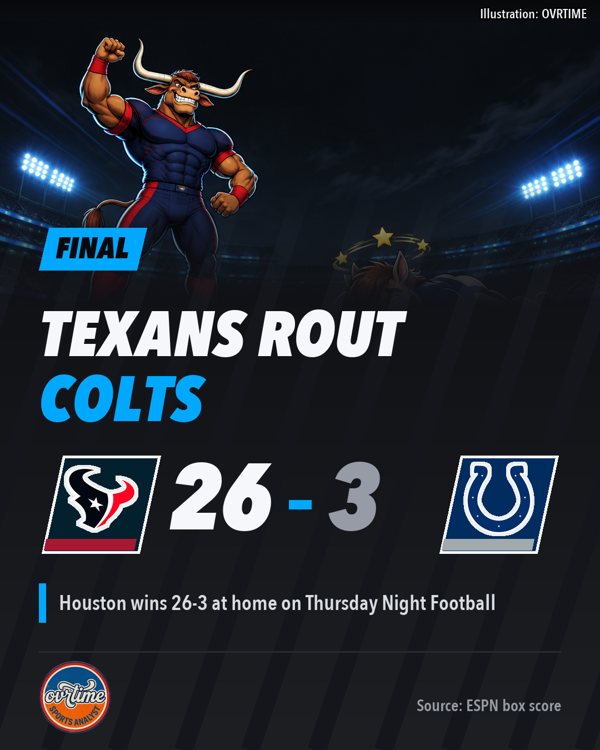 Illustration: OVRTIME
FINAL
TEXANS ROUT
COLTS
26 - 3
Houston wins 26-3 at home on Thursday Night Football
ovrtime
SPORTS ANALYST
Source: ESPN box score